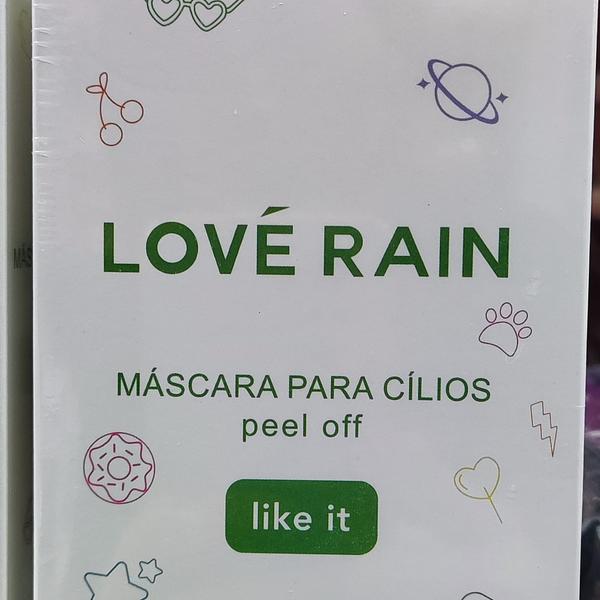 LOVÉ RAIN
MÁSCARA PARA CÍLIOS
peel off
like it